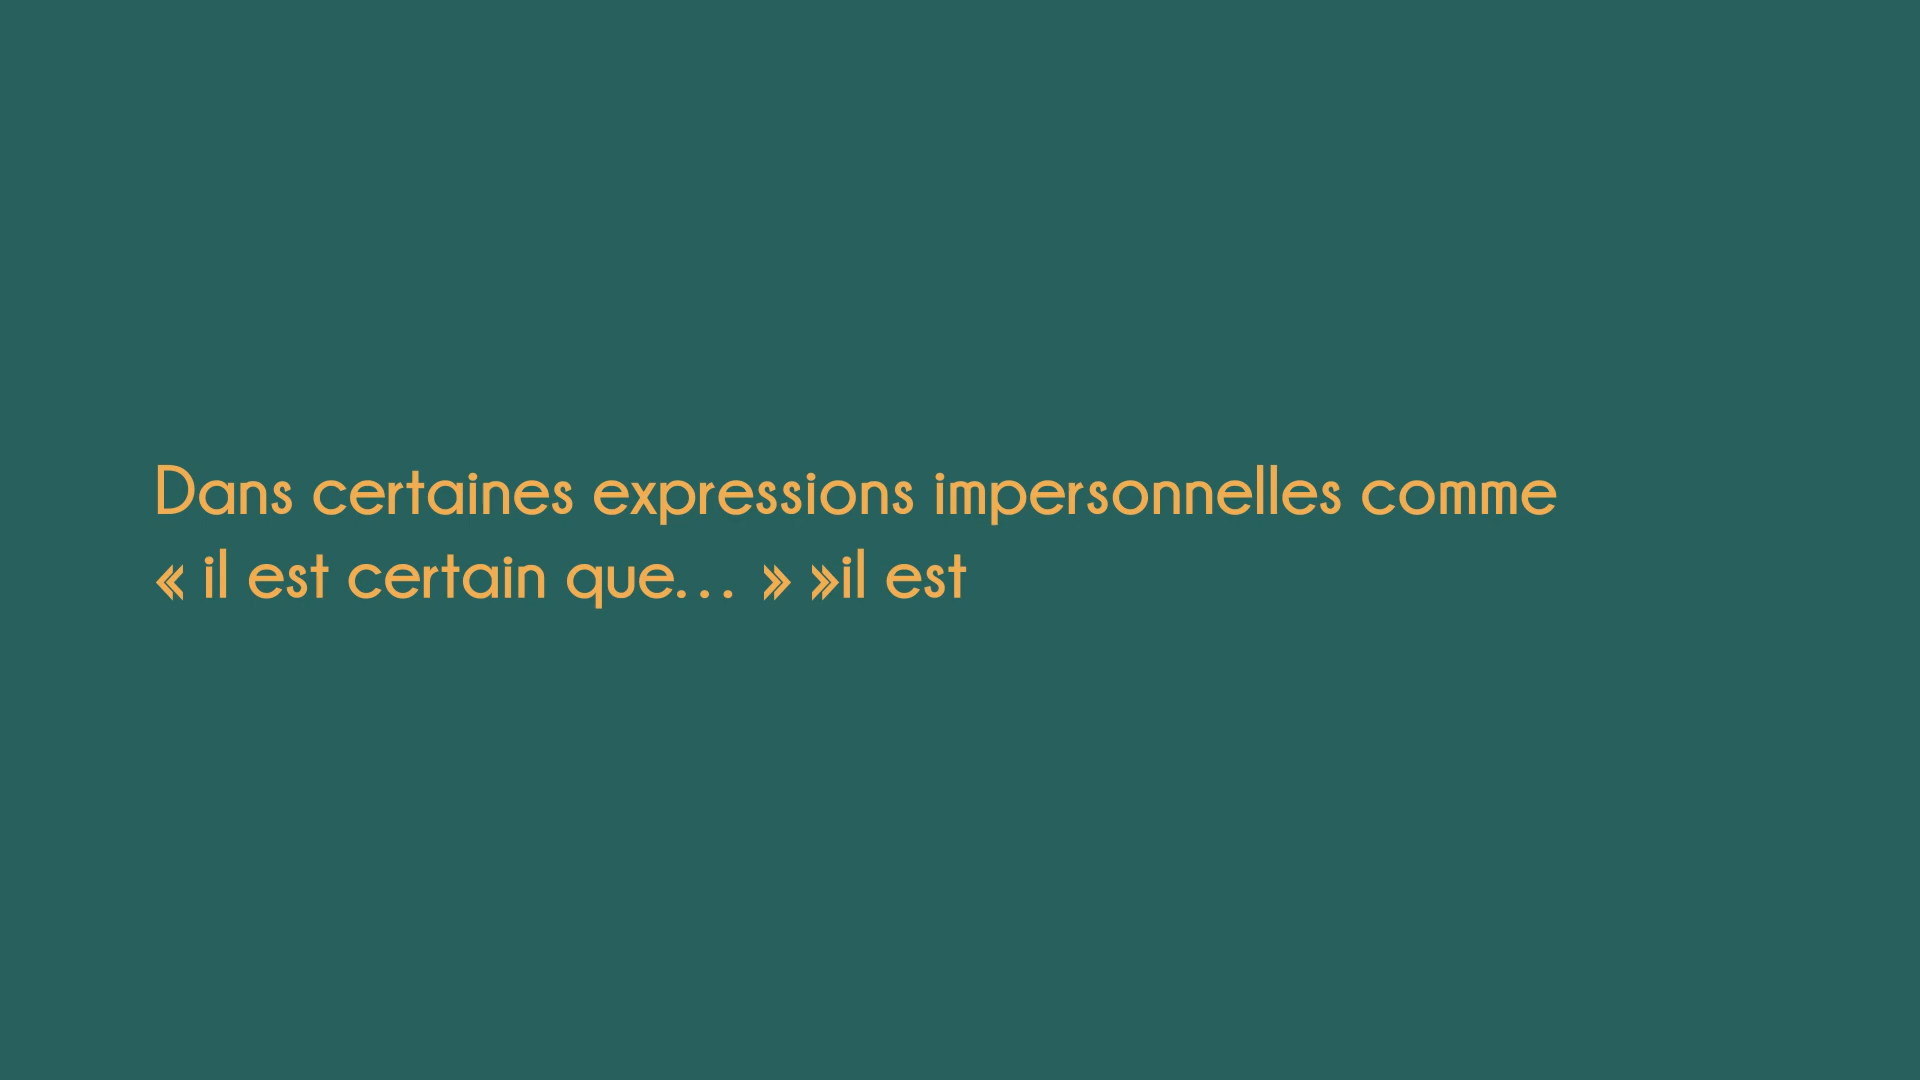 Dans certaines expressions impersonnelles comme
« il est certain que… » »il est